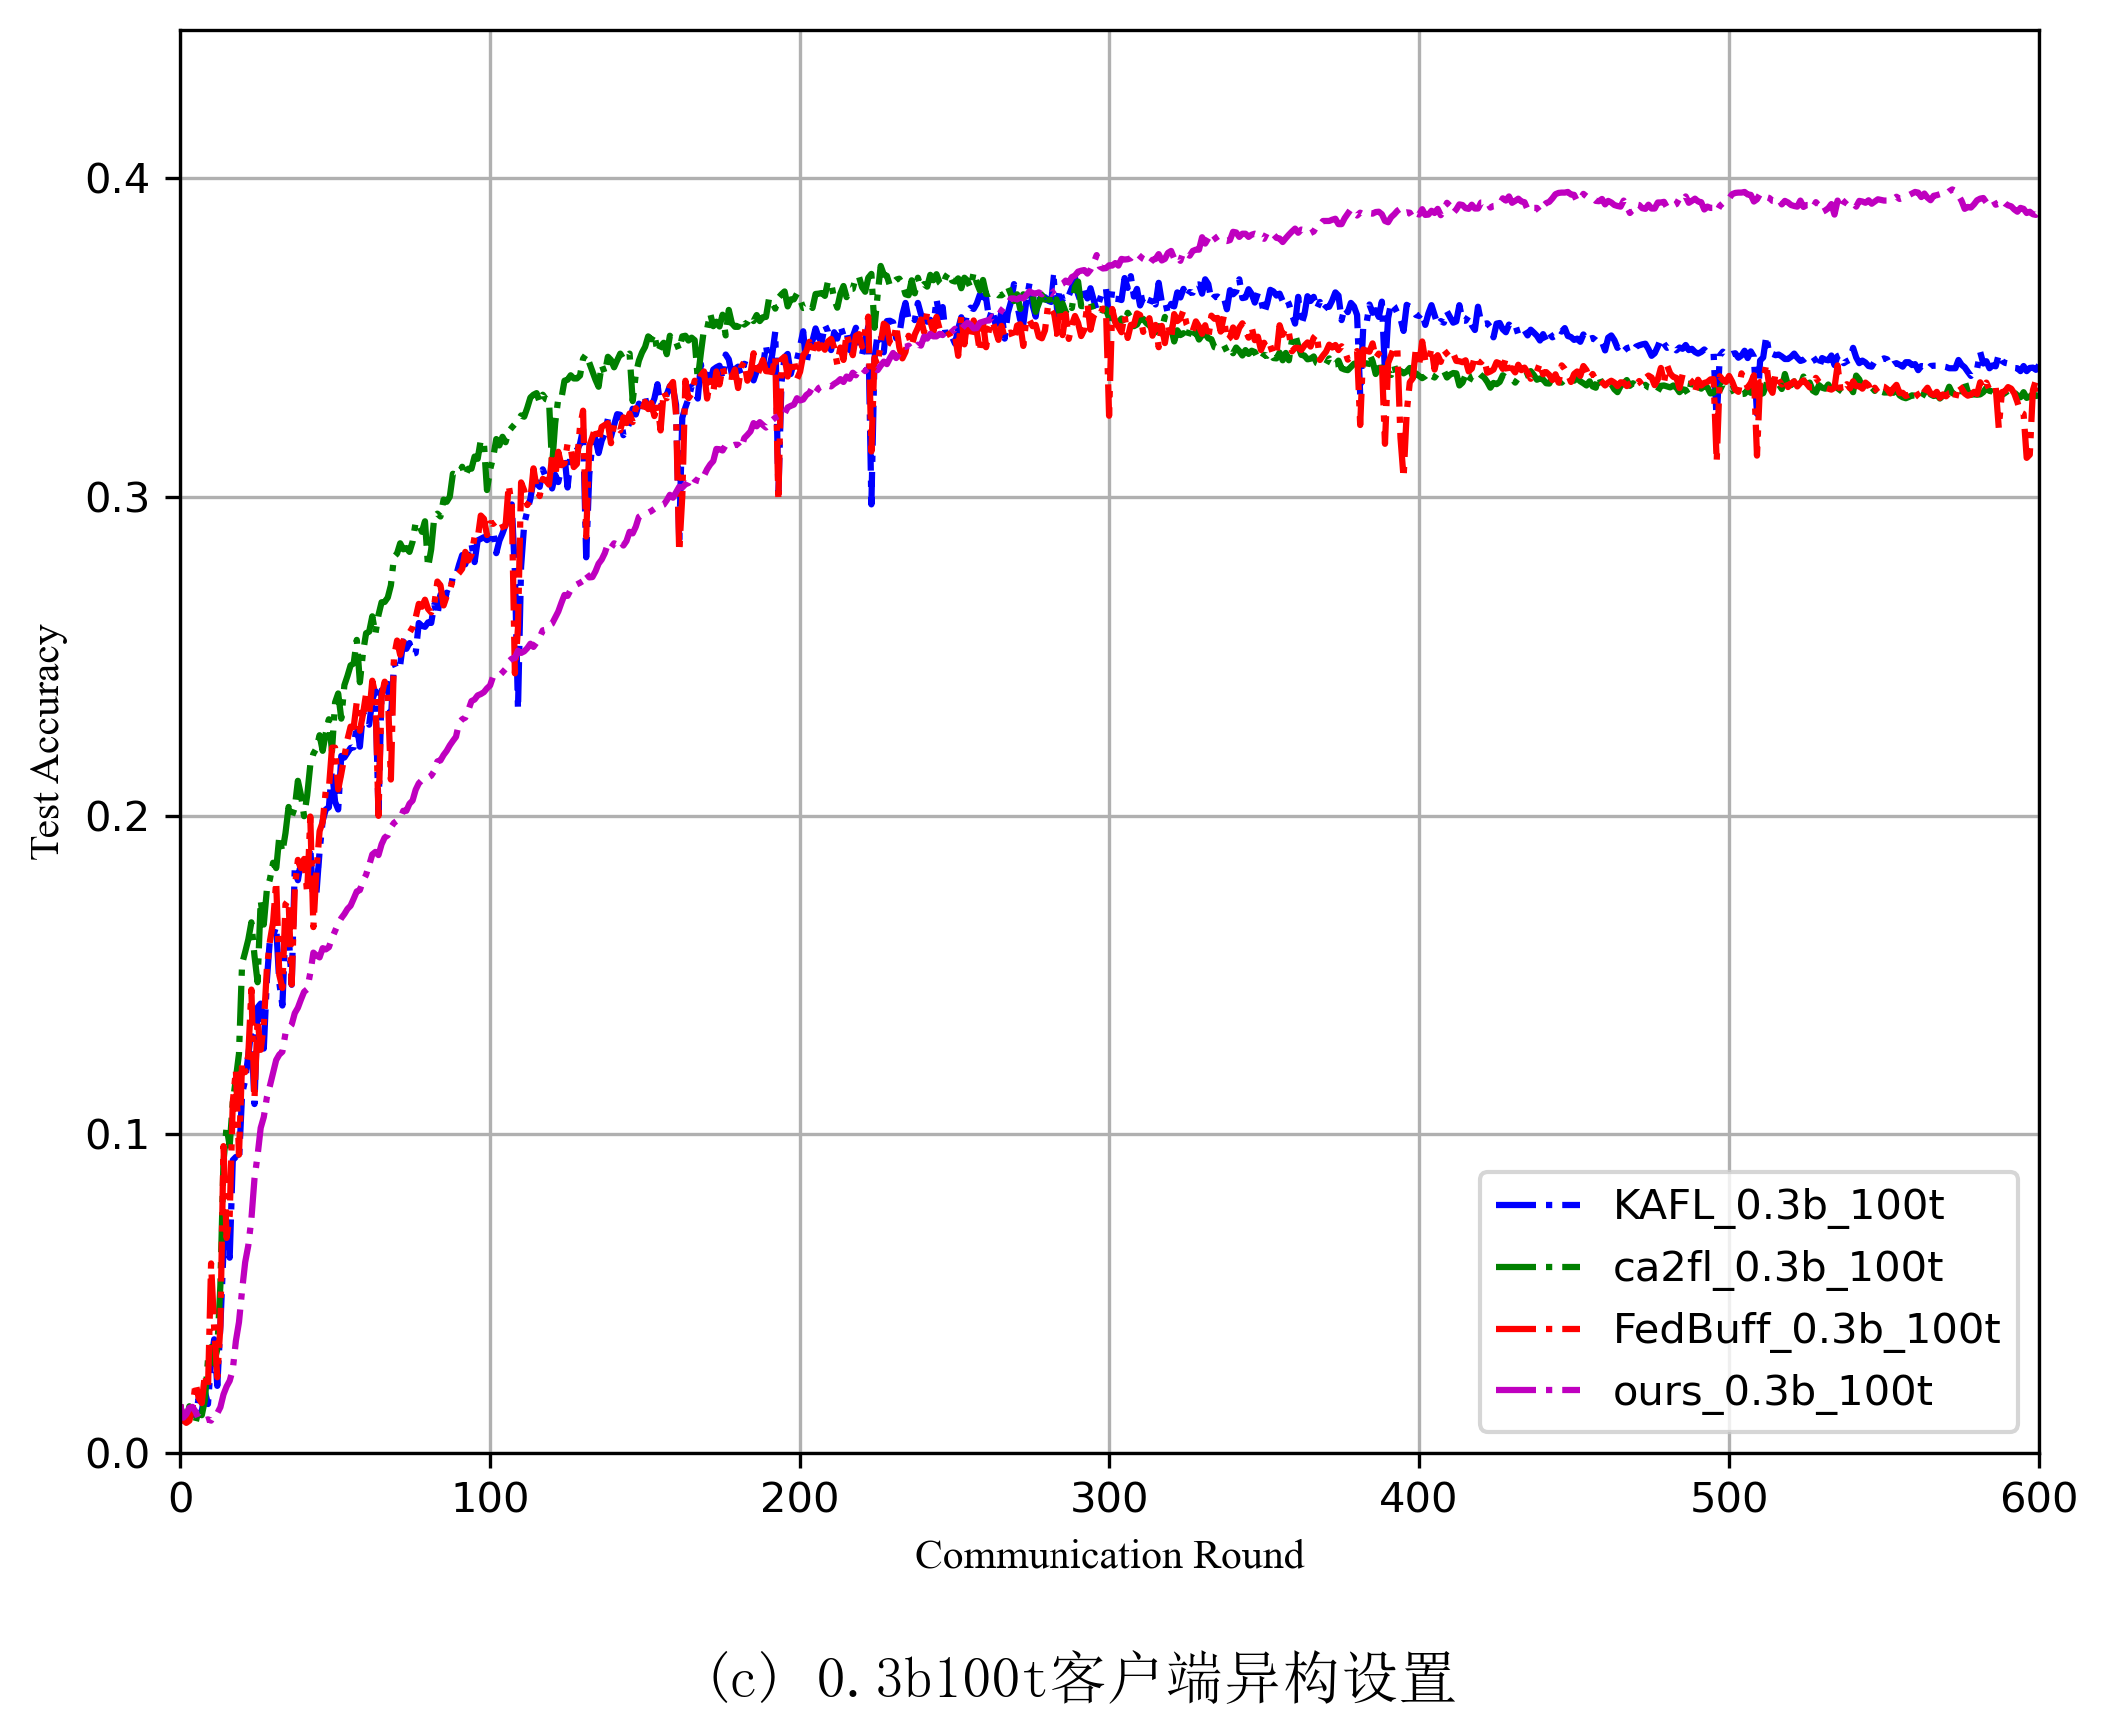 0.4
0.3
0.2
0.1
0.0
Test Accuracy
0 100 200 300 400 500 600
Communication Round
KAFL_0.3b_100t
ca2fl_0.3b_100t
FedBuff_0.3b_100t
ours_0.3b_100t
(c) 0.3b100t客户端异构设置